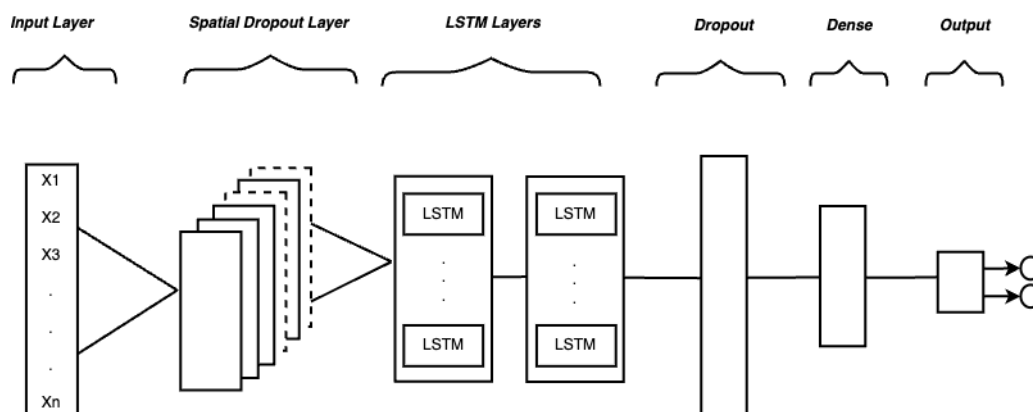 Input Layer
Spatial Dropout Layer
LSTM Layers
Dropout
Dense
Output
X1
X2
X3
.
.
.
Xn
LSTM
.
.
.
LSTM
LSTM
.
.
.
LSTM